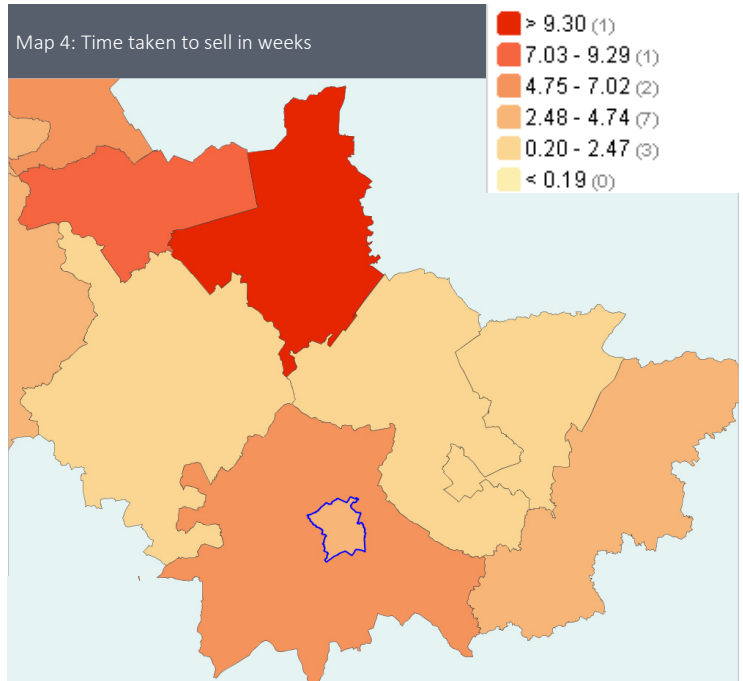 Map 4: Time taken to sell in weeks
> 9.30 (1)
7.03 - 9.29 (1)
4.75 - 7.02 (2)
2.48 - 4.74 (7)
0.20 - 2.47 (3)
< 0.19 (0)